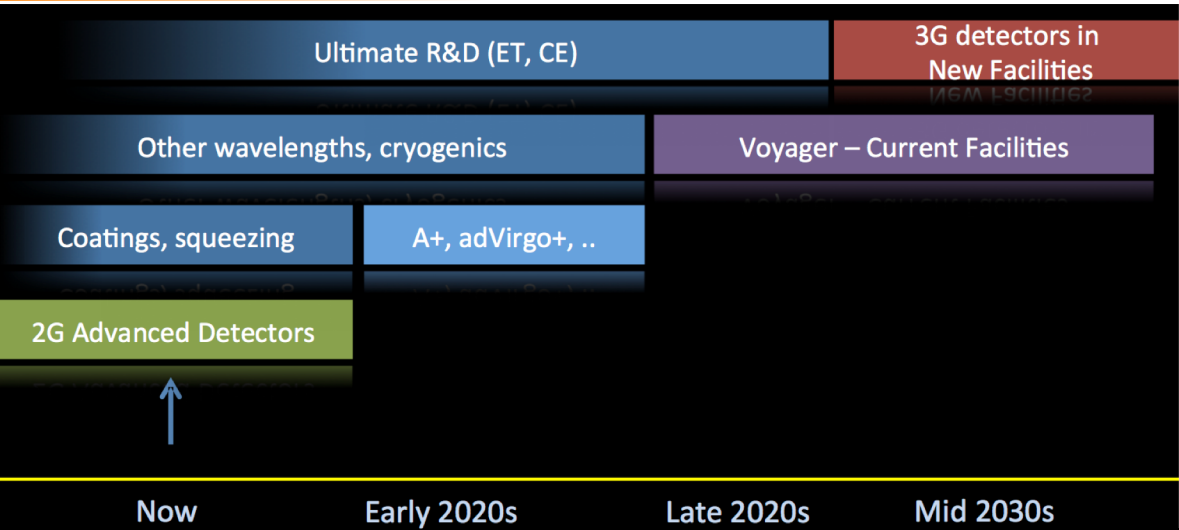 Ultimate R&D (ET, CE)
3G detectors in
New Facilities
Other wavelengths, cryogenics
Voyager – Current Facilities
Coatings, squeezing
A+, adVirgo+, ..
2G Advanced Detectors
Now
Early 2020s
Late 2020s
Mid 2030s